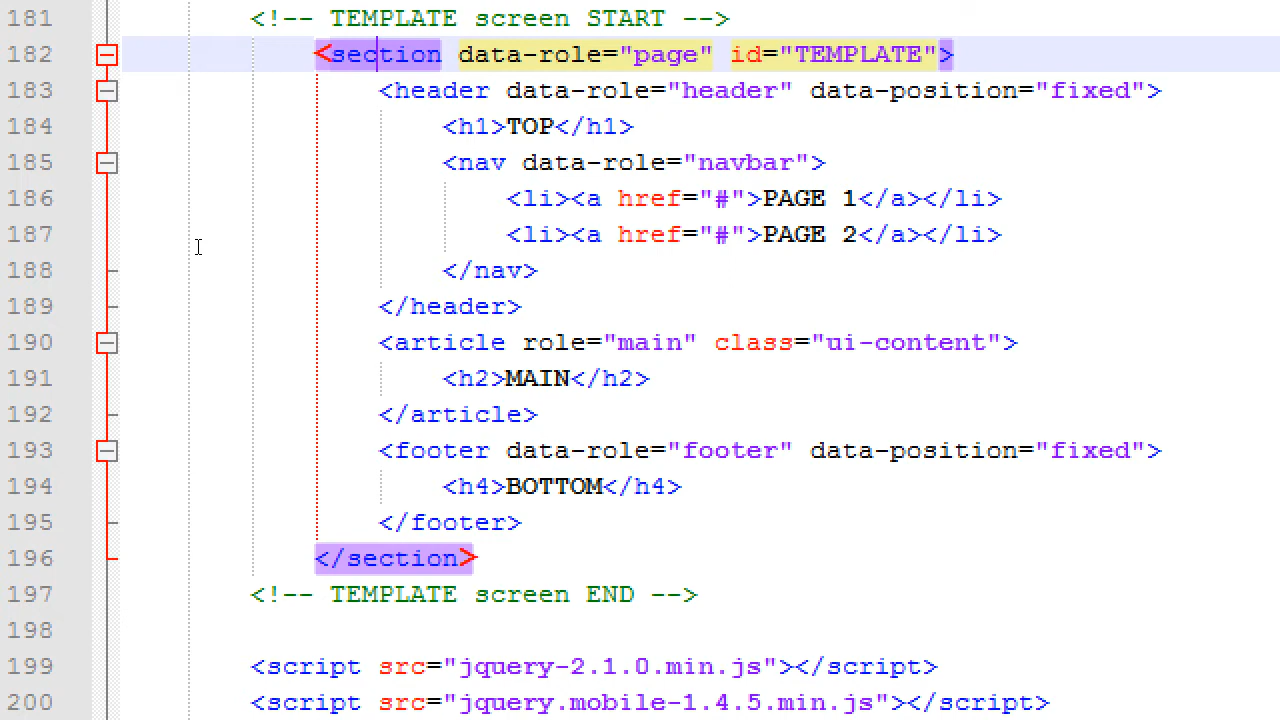 181 <!-- TEMPLATE screen START -->
182 <section data-role="page" id="TEMPLATE">
183 <header data-role="header" data-position="fixed">
184 <h1>TOP</h1>
185 <nav data-role="navbar">
186 <li><a href="#">PAGE 1</a></li>
187 <li><a href="#">PAGE 2</a></li>
188 </nav>
189 </header>
190 <article role="main" class="ui-content">
191 <h2>MAIN</h2>
192 </article>
193 <footer data-role="footer" data-position="fixed">
194 <h4>BOTTOM</h4>
195 </footer>
196 </section>
197 <!-- TEMPLATE screen END -->
198
199 <script src="jquery-2.1.0.min.js"></script>
200 <script src="jquery.mobile-1.4.5.min.js"></script>